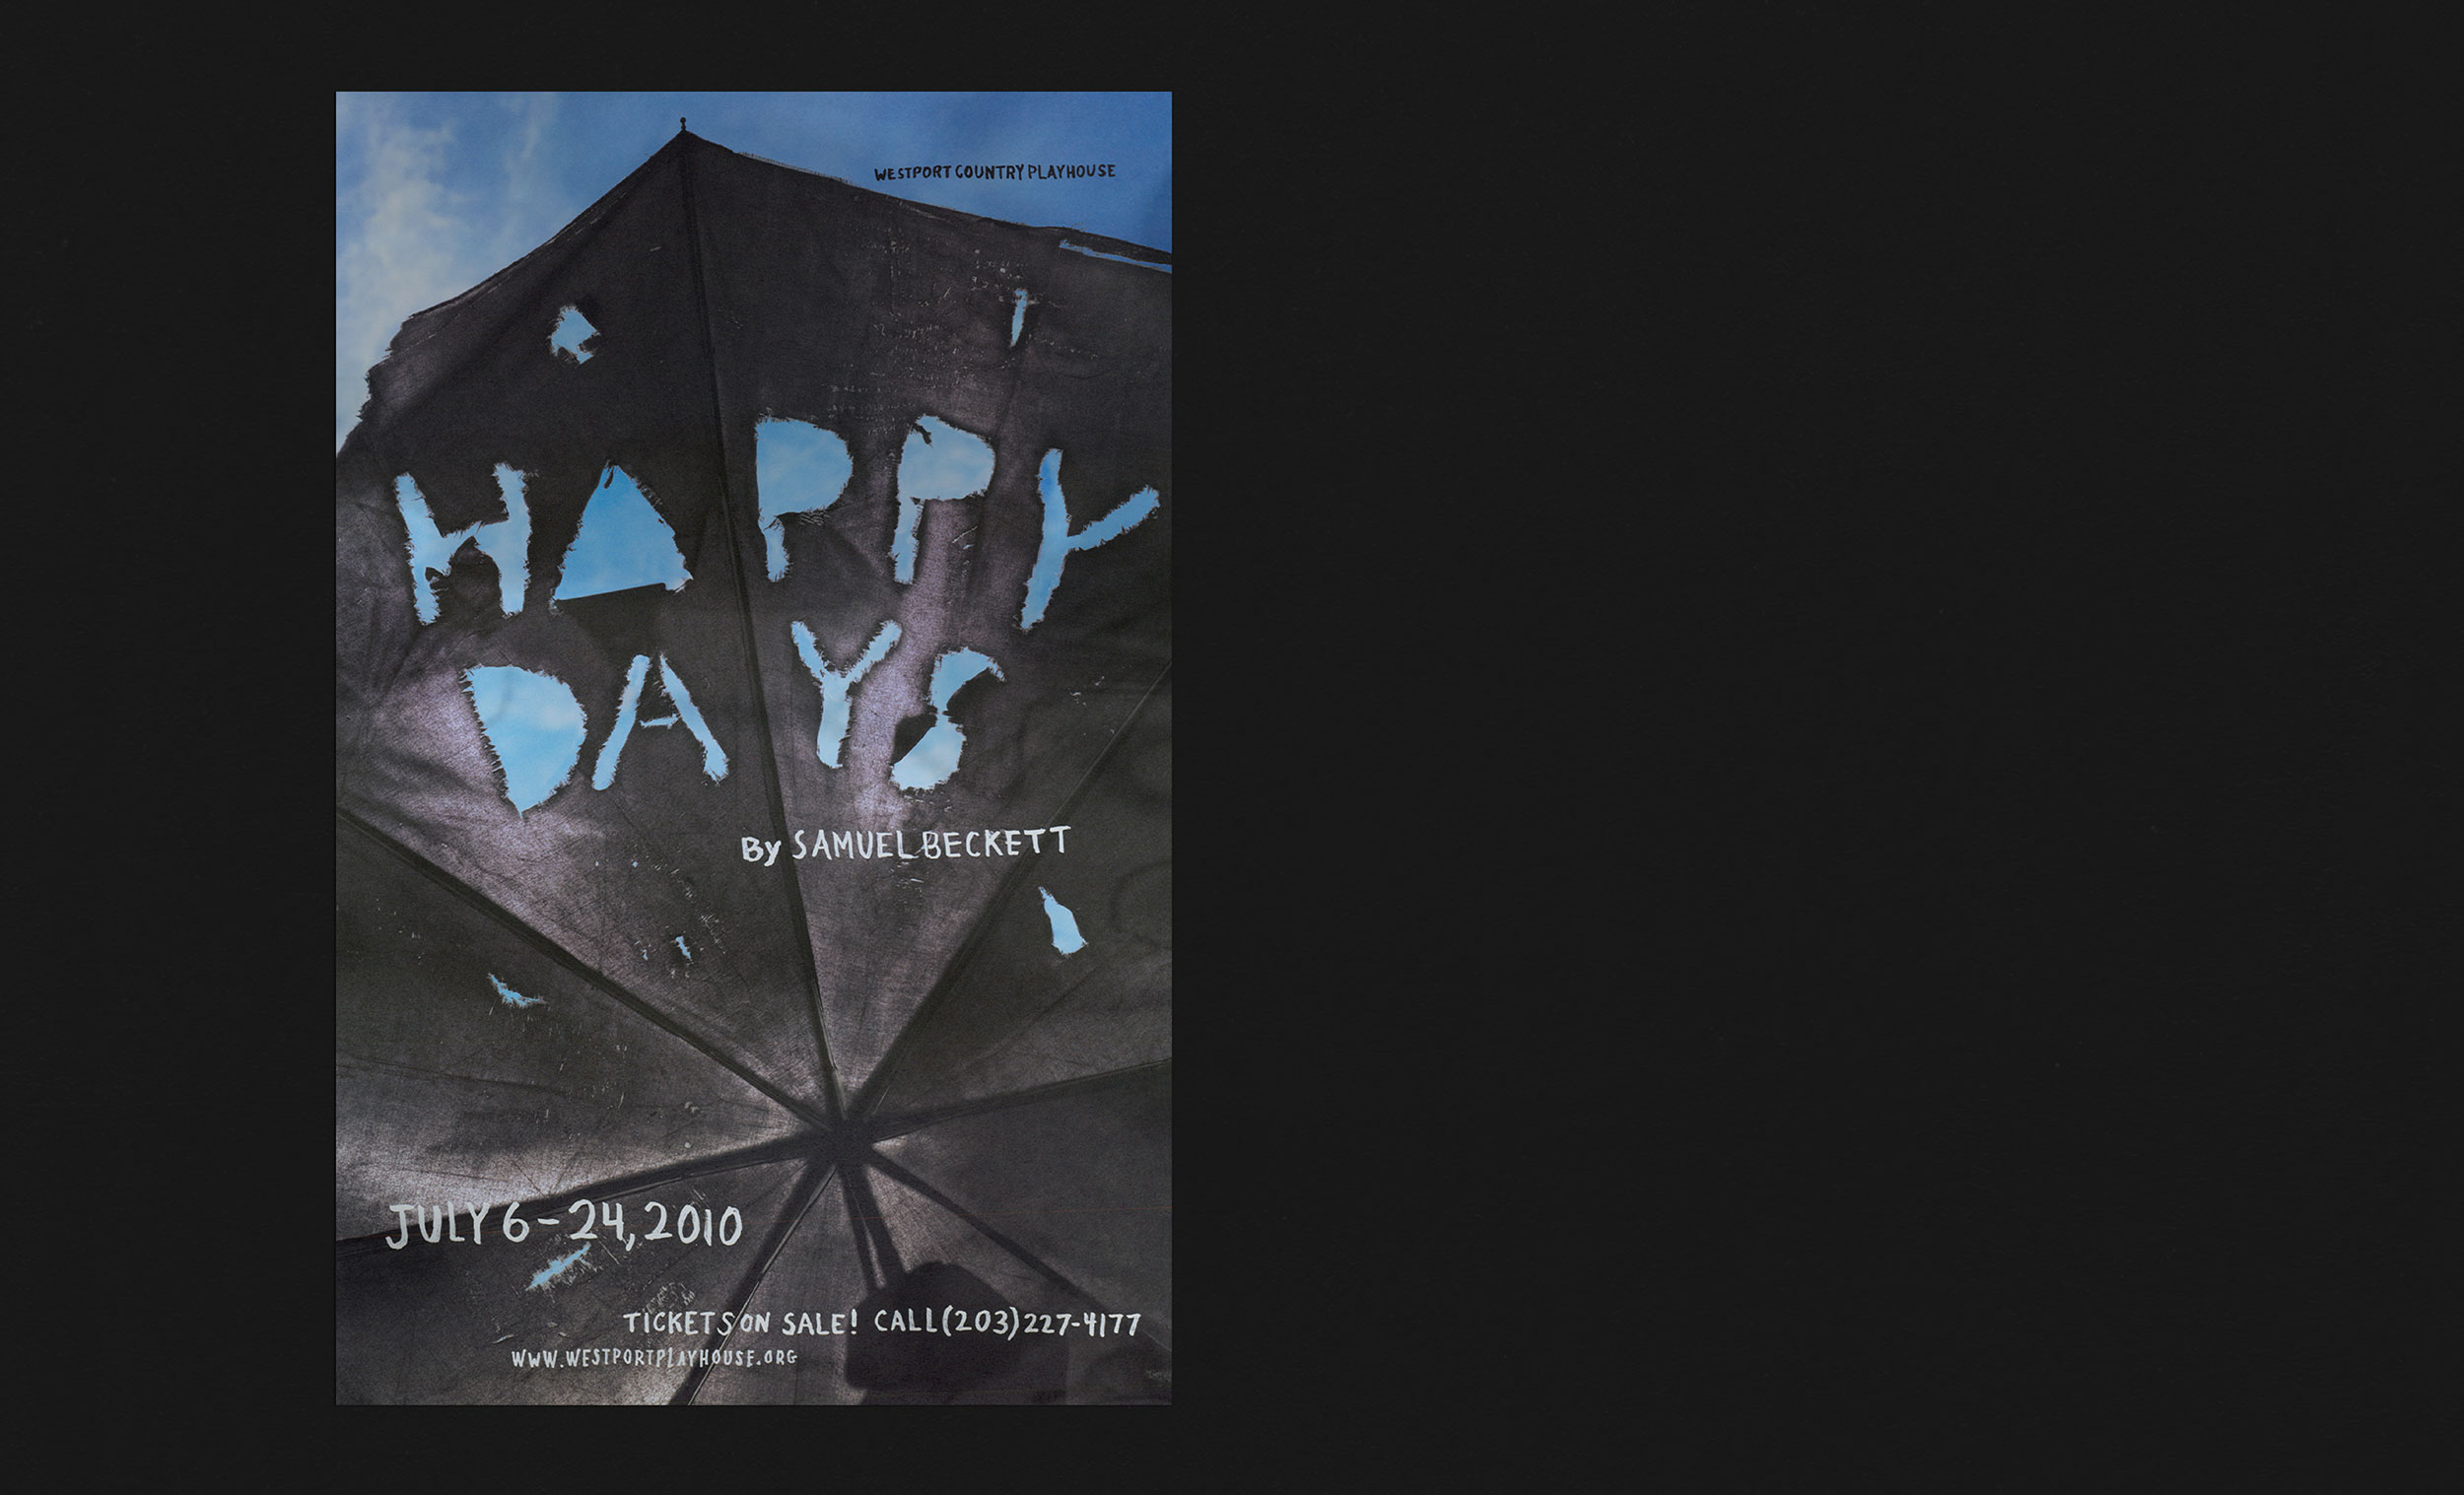 WESTPORT COUNTRY PLAYHOUSE
HAPPY
DAYS
By SAMUEL BECKETT
JULY 6-24, 2010
TICKETS ON SALE! CALL (203) 227-4177
WWW.WESTPORTPLAYHOUSE.ORG